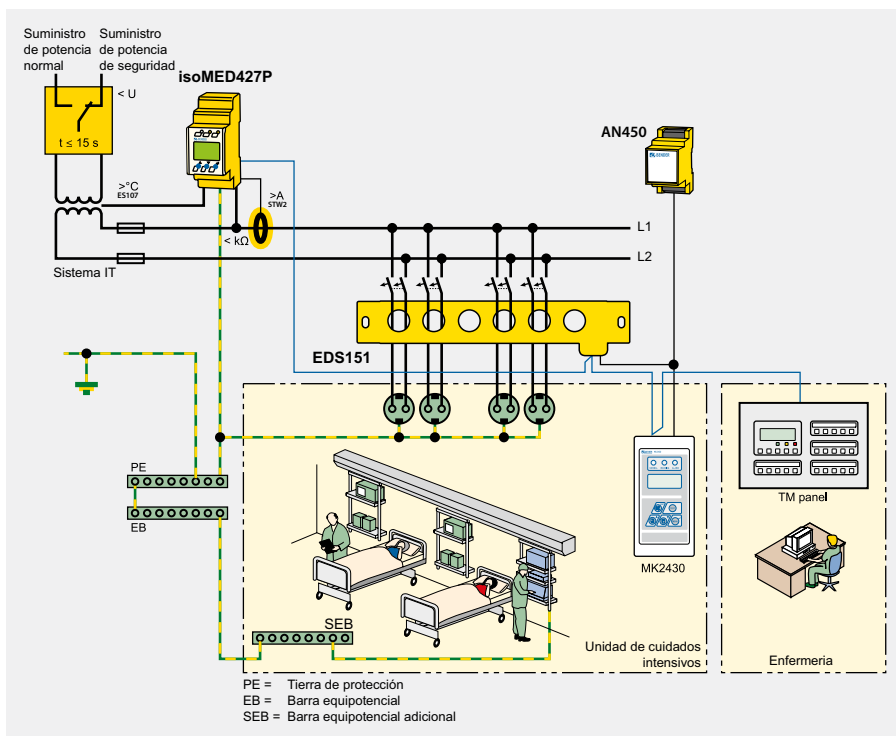 Suministro
de potencia
normal
Suministro
de potencia
de seguridad
< U
t ≤ 15 s
isoMED427P
AN450
BENDER
>°C
ES107
>A
STW2
< kΩ
L1
L2
Sistema IT
EDS151
PE
EB
SEB
MK2430
TM panel
Unidad de cuidados
intensivos
Enfermeria
PE = Tierra de protección
EB = Barra equipotencial
SEB = Barra equipotencial adicional